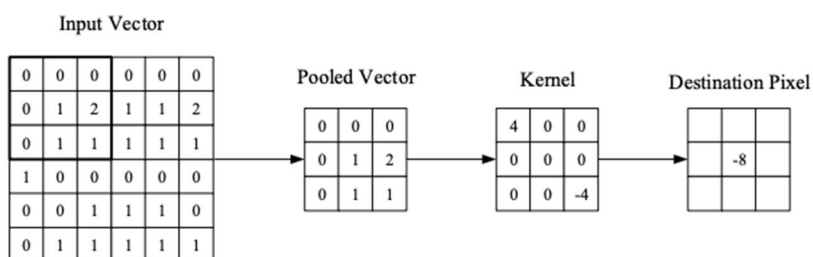 Input Vector
Pooled Vector
Kernel
Destination Pixel
0 0 0 0 0 0
0 1 2 1 1 2
0 1 1 1 1 1
1 0 0 0 0 0
0 0 1 1 1 0
0 1 1 1 1 1
0 0 0
0 1 2
0 1 1
4 0 0
0 0 0
0 0 -4
-8